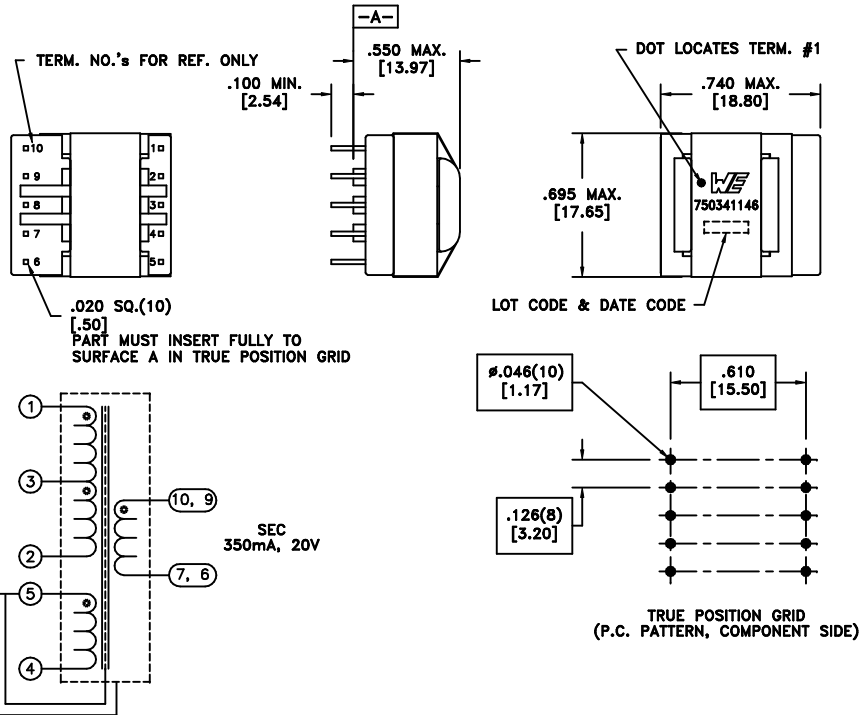 -A-
TERM. NO.'s FOR REF. ONLY
.550 MAX.
[13.97]
.100 MIN.
[2.54]
DOT LOCATES TERM. #1
.740 MAX.
[18.80]
10
9
8
7
6
1
2
3
4
5
.695 MAX.
[17.65]
WE
750341146
LOT CODE & DATE CODE
.020 SQ.(10)
[.50]
PART MUST INSERT FULLY TO
SURFACE A IN TRUE POSITION GRID
ø.046(10)
[1.17]
.610
[15.50]
.126(8)
[3.20]
TRUE POSITION GRID
(P.C. PATTERN, COMPONENT SIDE)
1
3
2
5
4
10, 9
7, 6
SEC
350mA, 20V